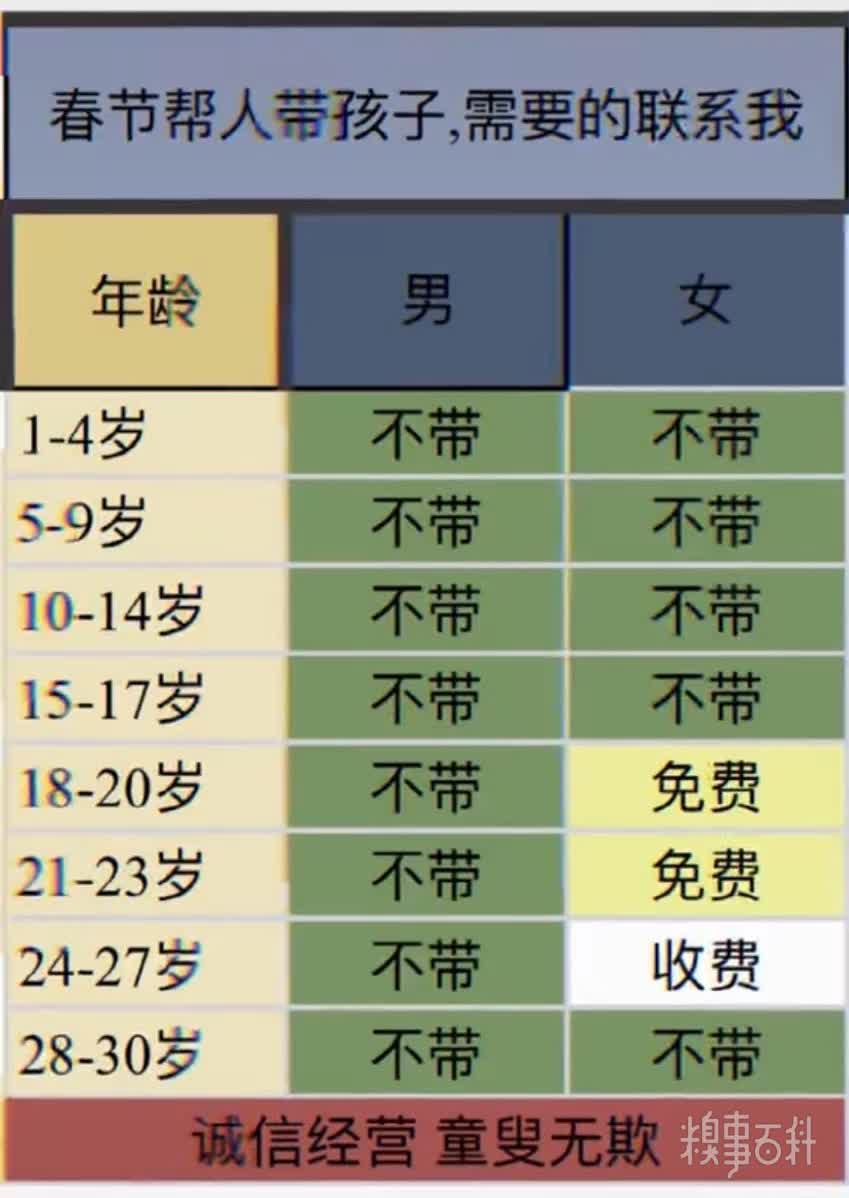 春节帮人带孩子,需要的联系我
年龄 男 女
1-4岁 不带 不带
5-9岁 不带 不带
10-14岁 不带 不带
15-17岁 不带 不带
18-20岁 不带 免费
21-23岁 不带 免费
24-27岁 不带 收费
28-30岁 不带 不带
诚信经营 童叟无欺
糗事百科